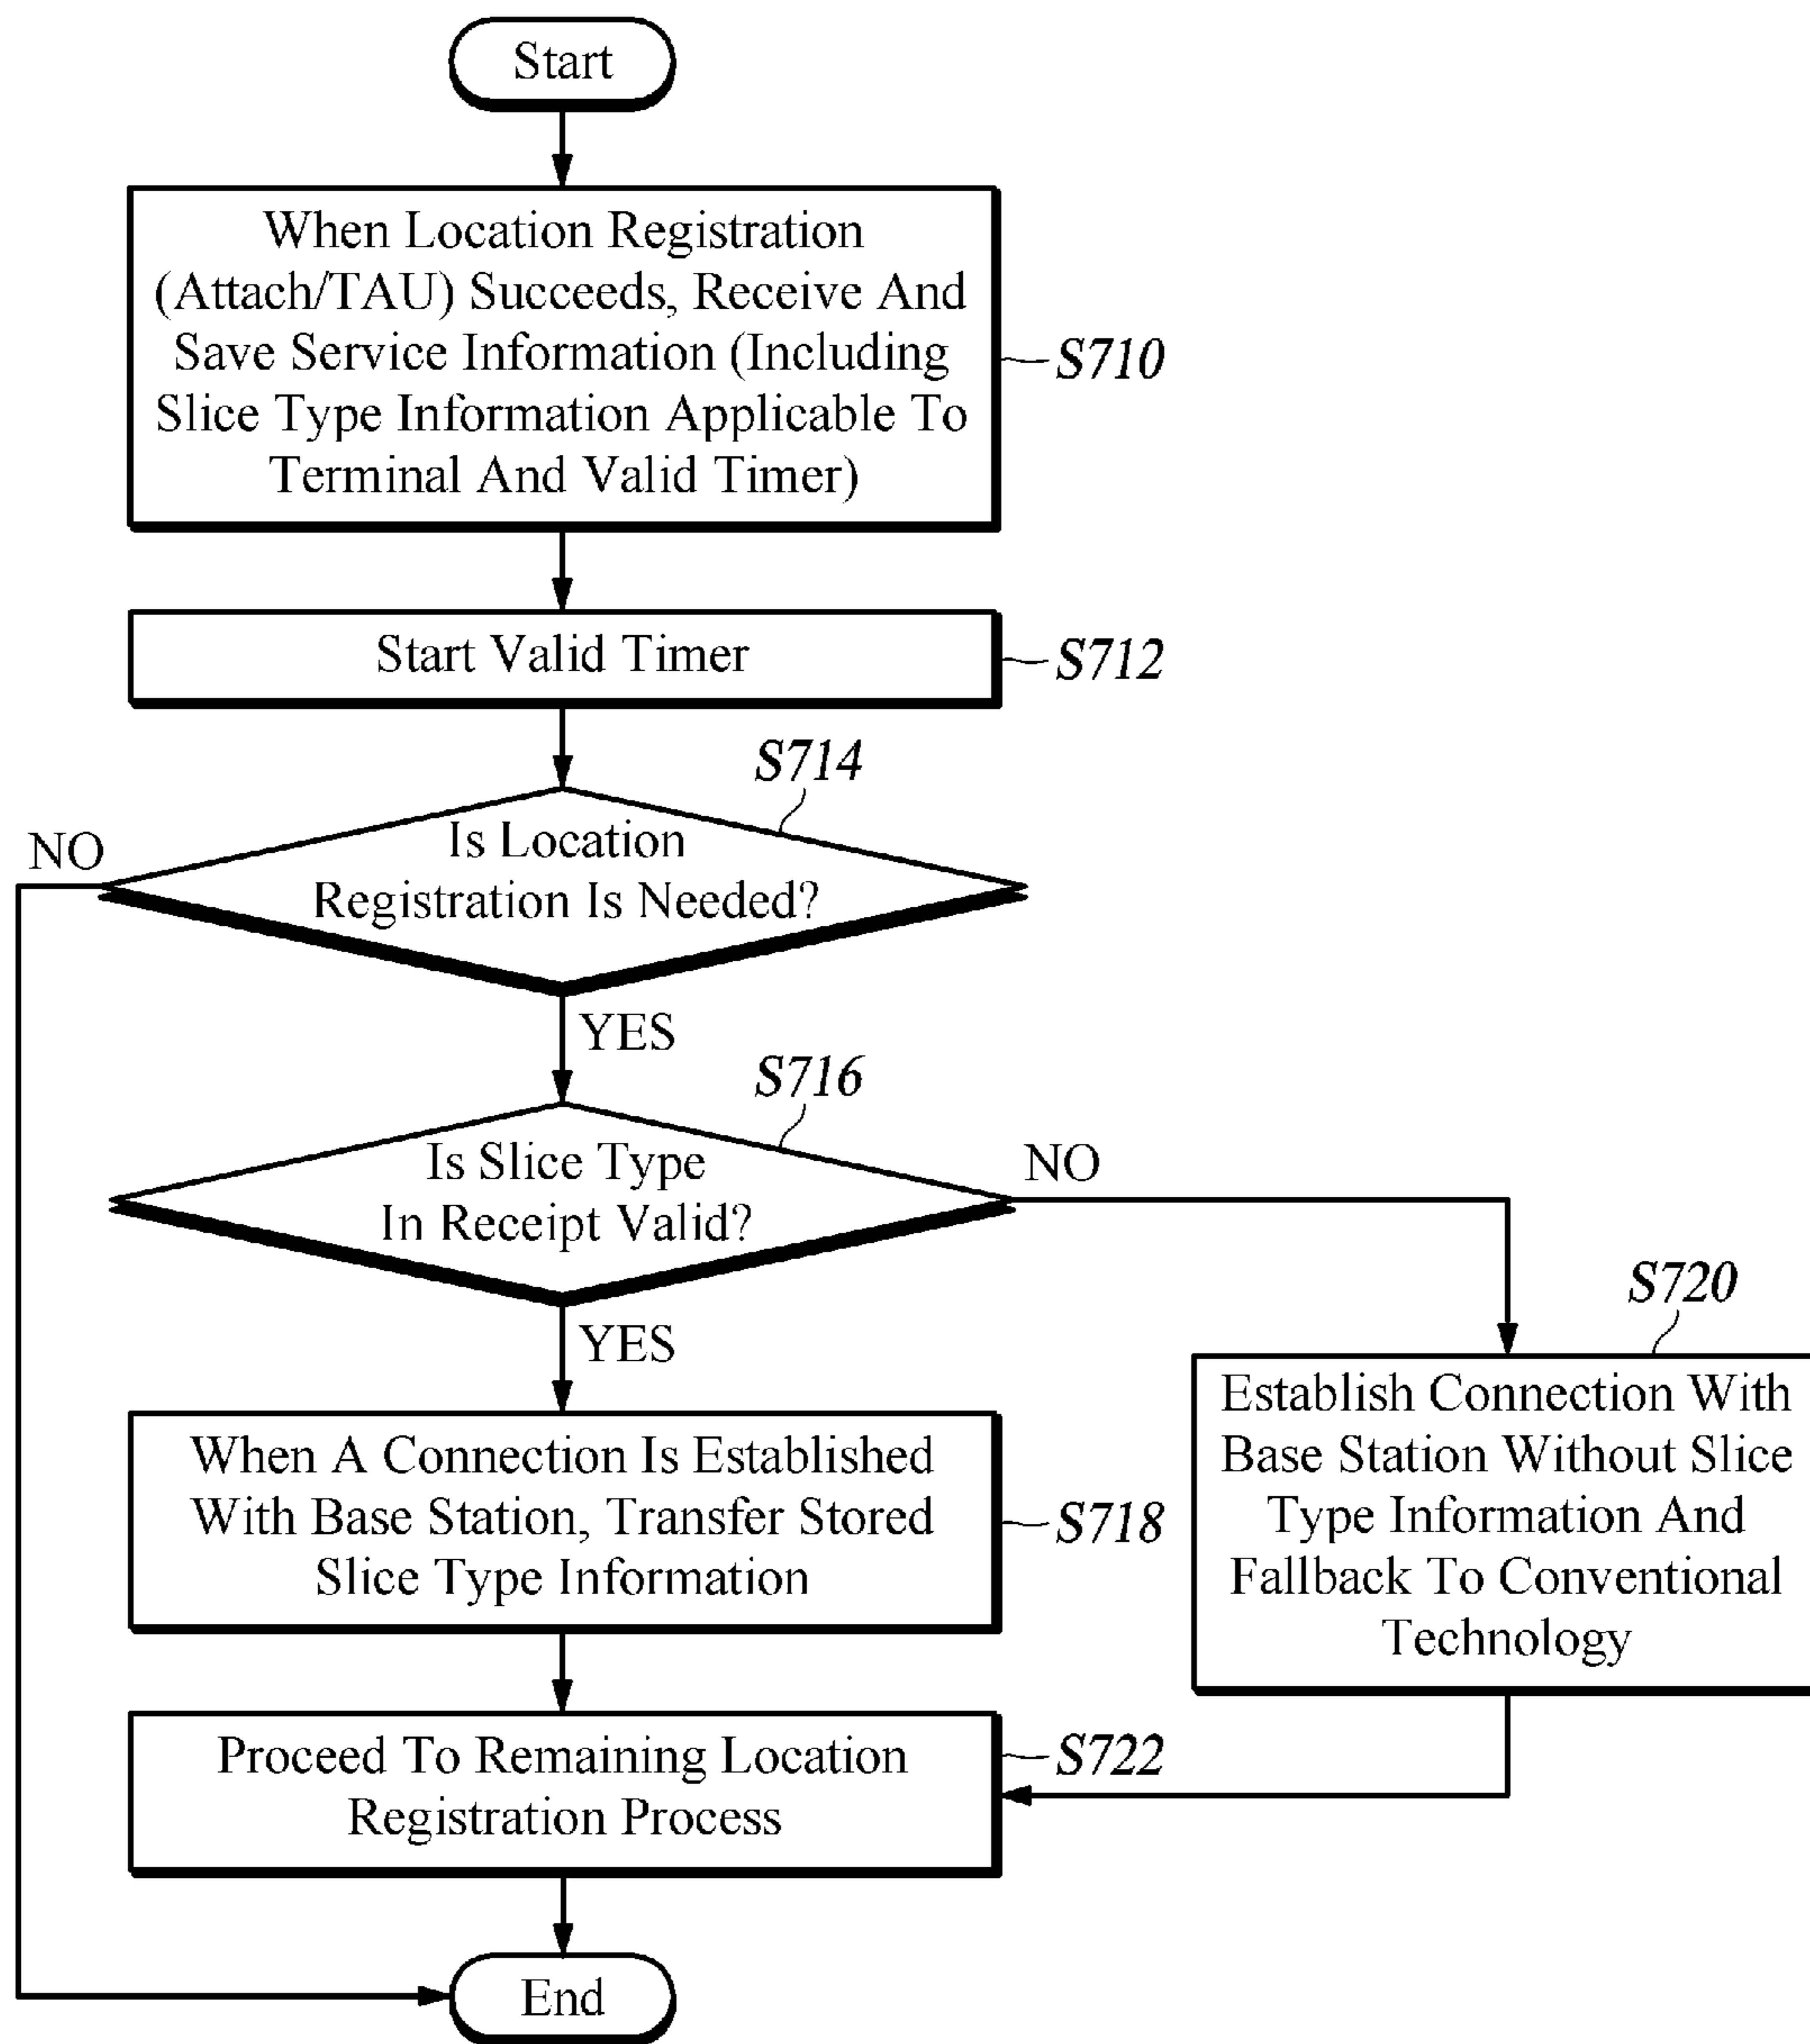 Start
When Location Registration
(Attach/TAU) Succeeds, Receive And
Save Service Information (Including
Slice Type Information Applicable To
Terminal And Valid Timer)
S710
Start Valid Timer
S712
S714
Is Location
Registration Is Needed?
NO
YES
S716
Is Slice Type
In Receipt Valid?
NO
YES
S720
Establish Connection With
Base Station Without Slice
Type Information And
Fallback To Conventional
Technology
When A Connection Is Established
With Base Station, Transfer Stored
Slice Type Information
S718
Proceed To Remaining Location
Registration Process
S722
End